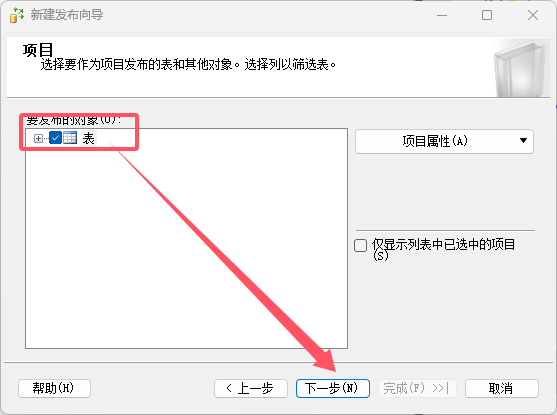 新建发布向导
项目
选择要作为项目发布的表和其他对象。选择列以筛选表。
要发布的对象(O):
表
项目属性(A)
仅显示列表中已选中的项目
(S)
帮助(H)
< 上一步
下一步(N)
完成(F) >>|
取消